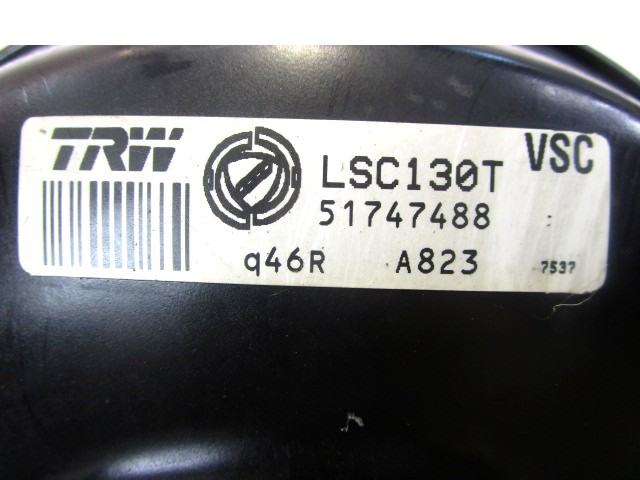 TRW
LSC130T
VSC
51747488
q46R A823 7537